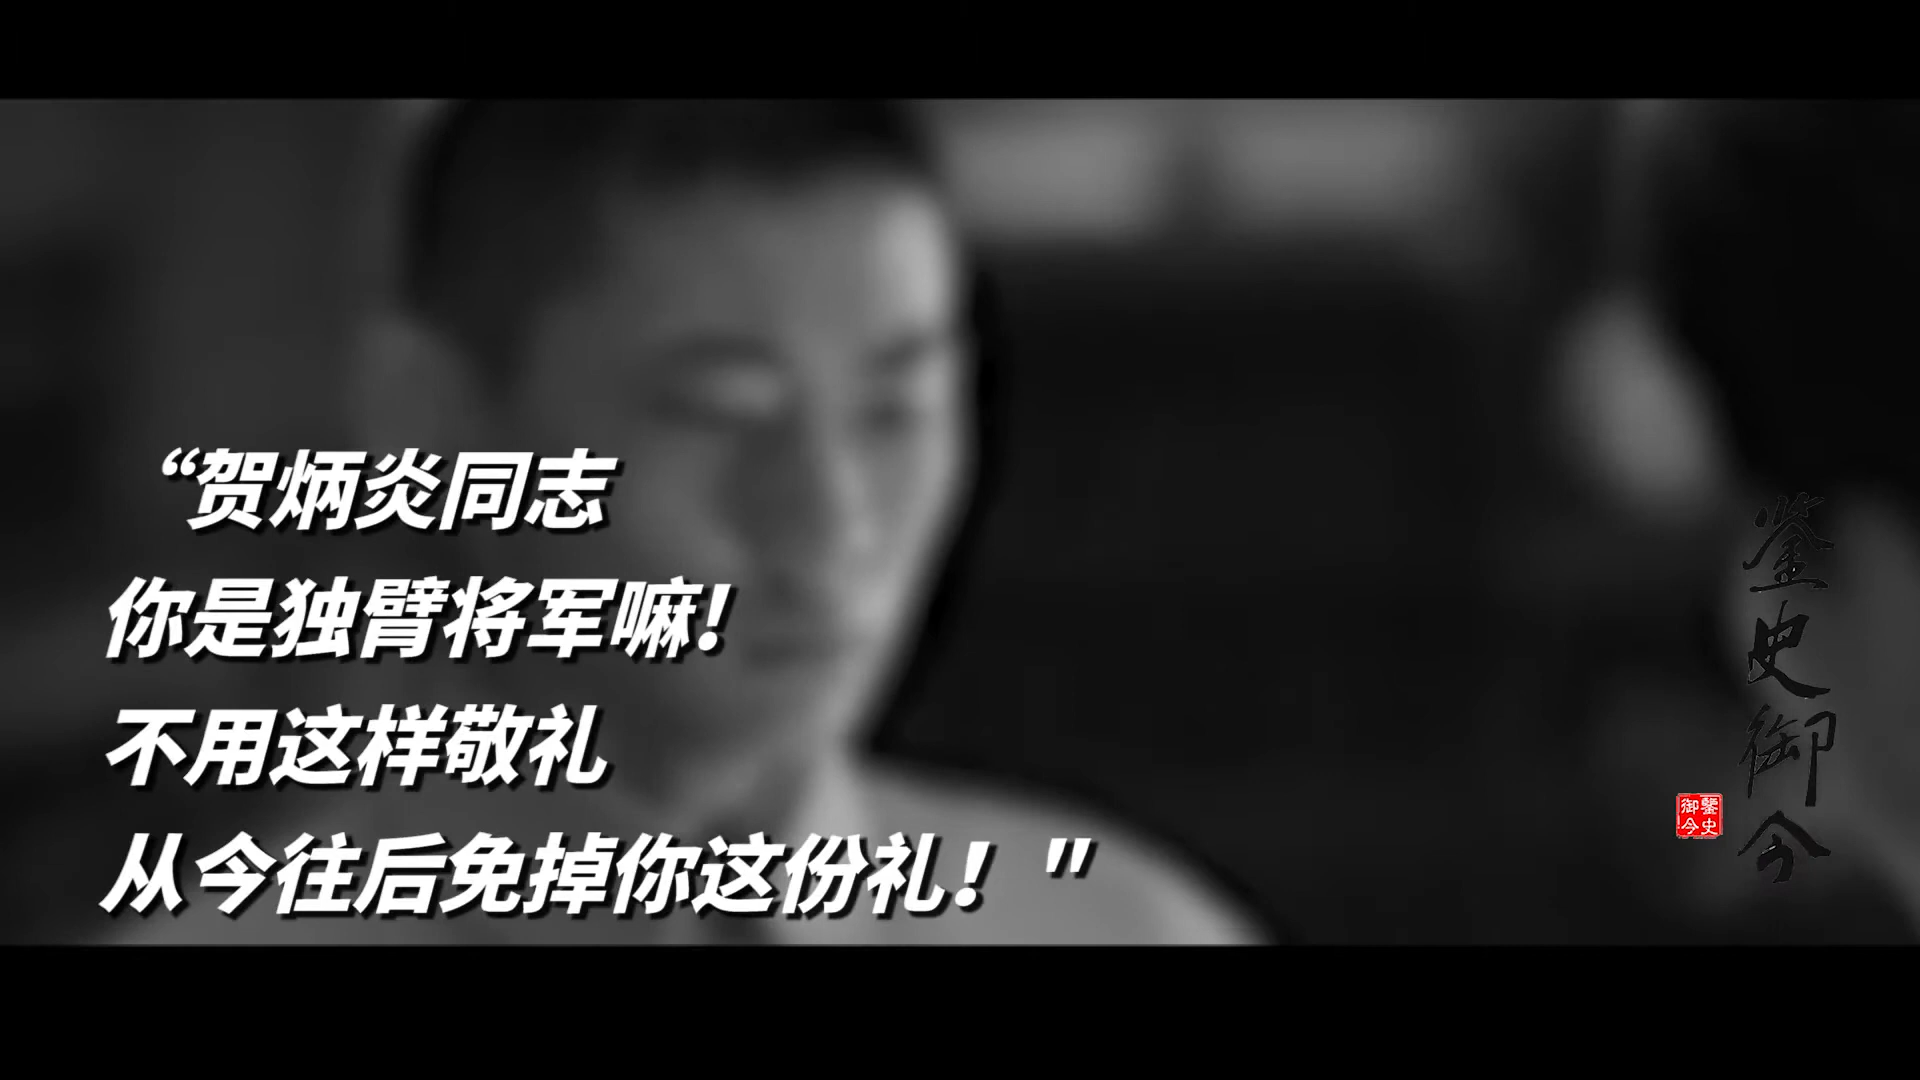 “贺炳炎同志
你是独臂将军嘛！
不用这样敬礼
从今往后免掉你这份礼！"
鉴史御今
鑒史御今